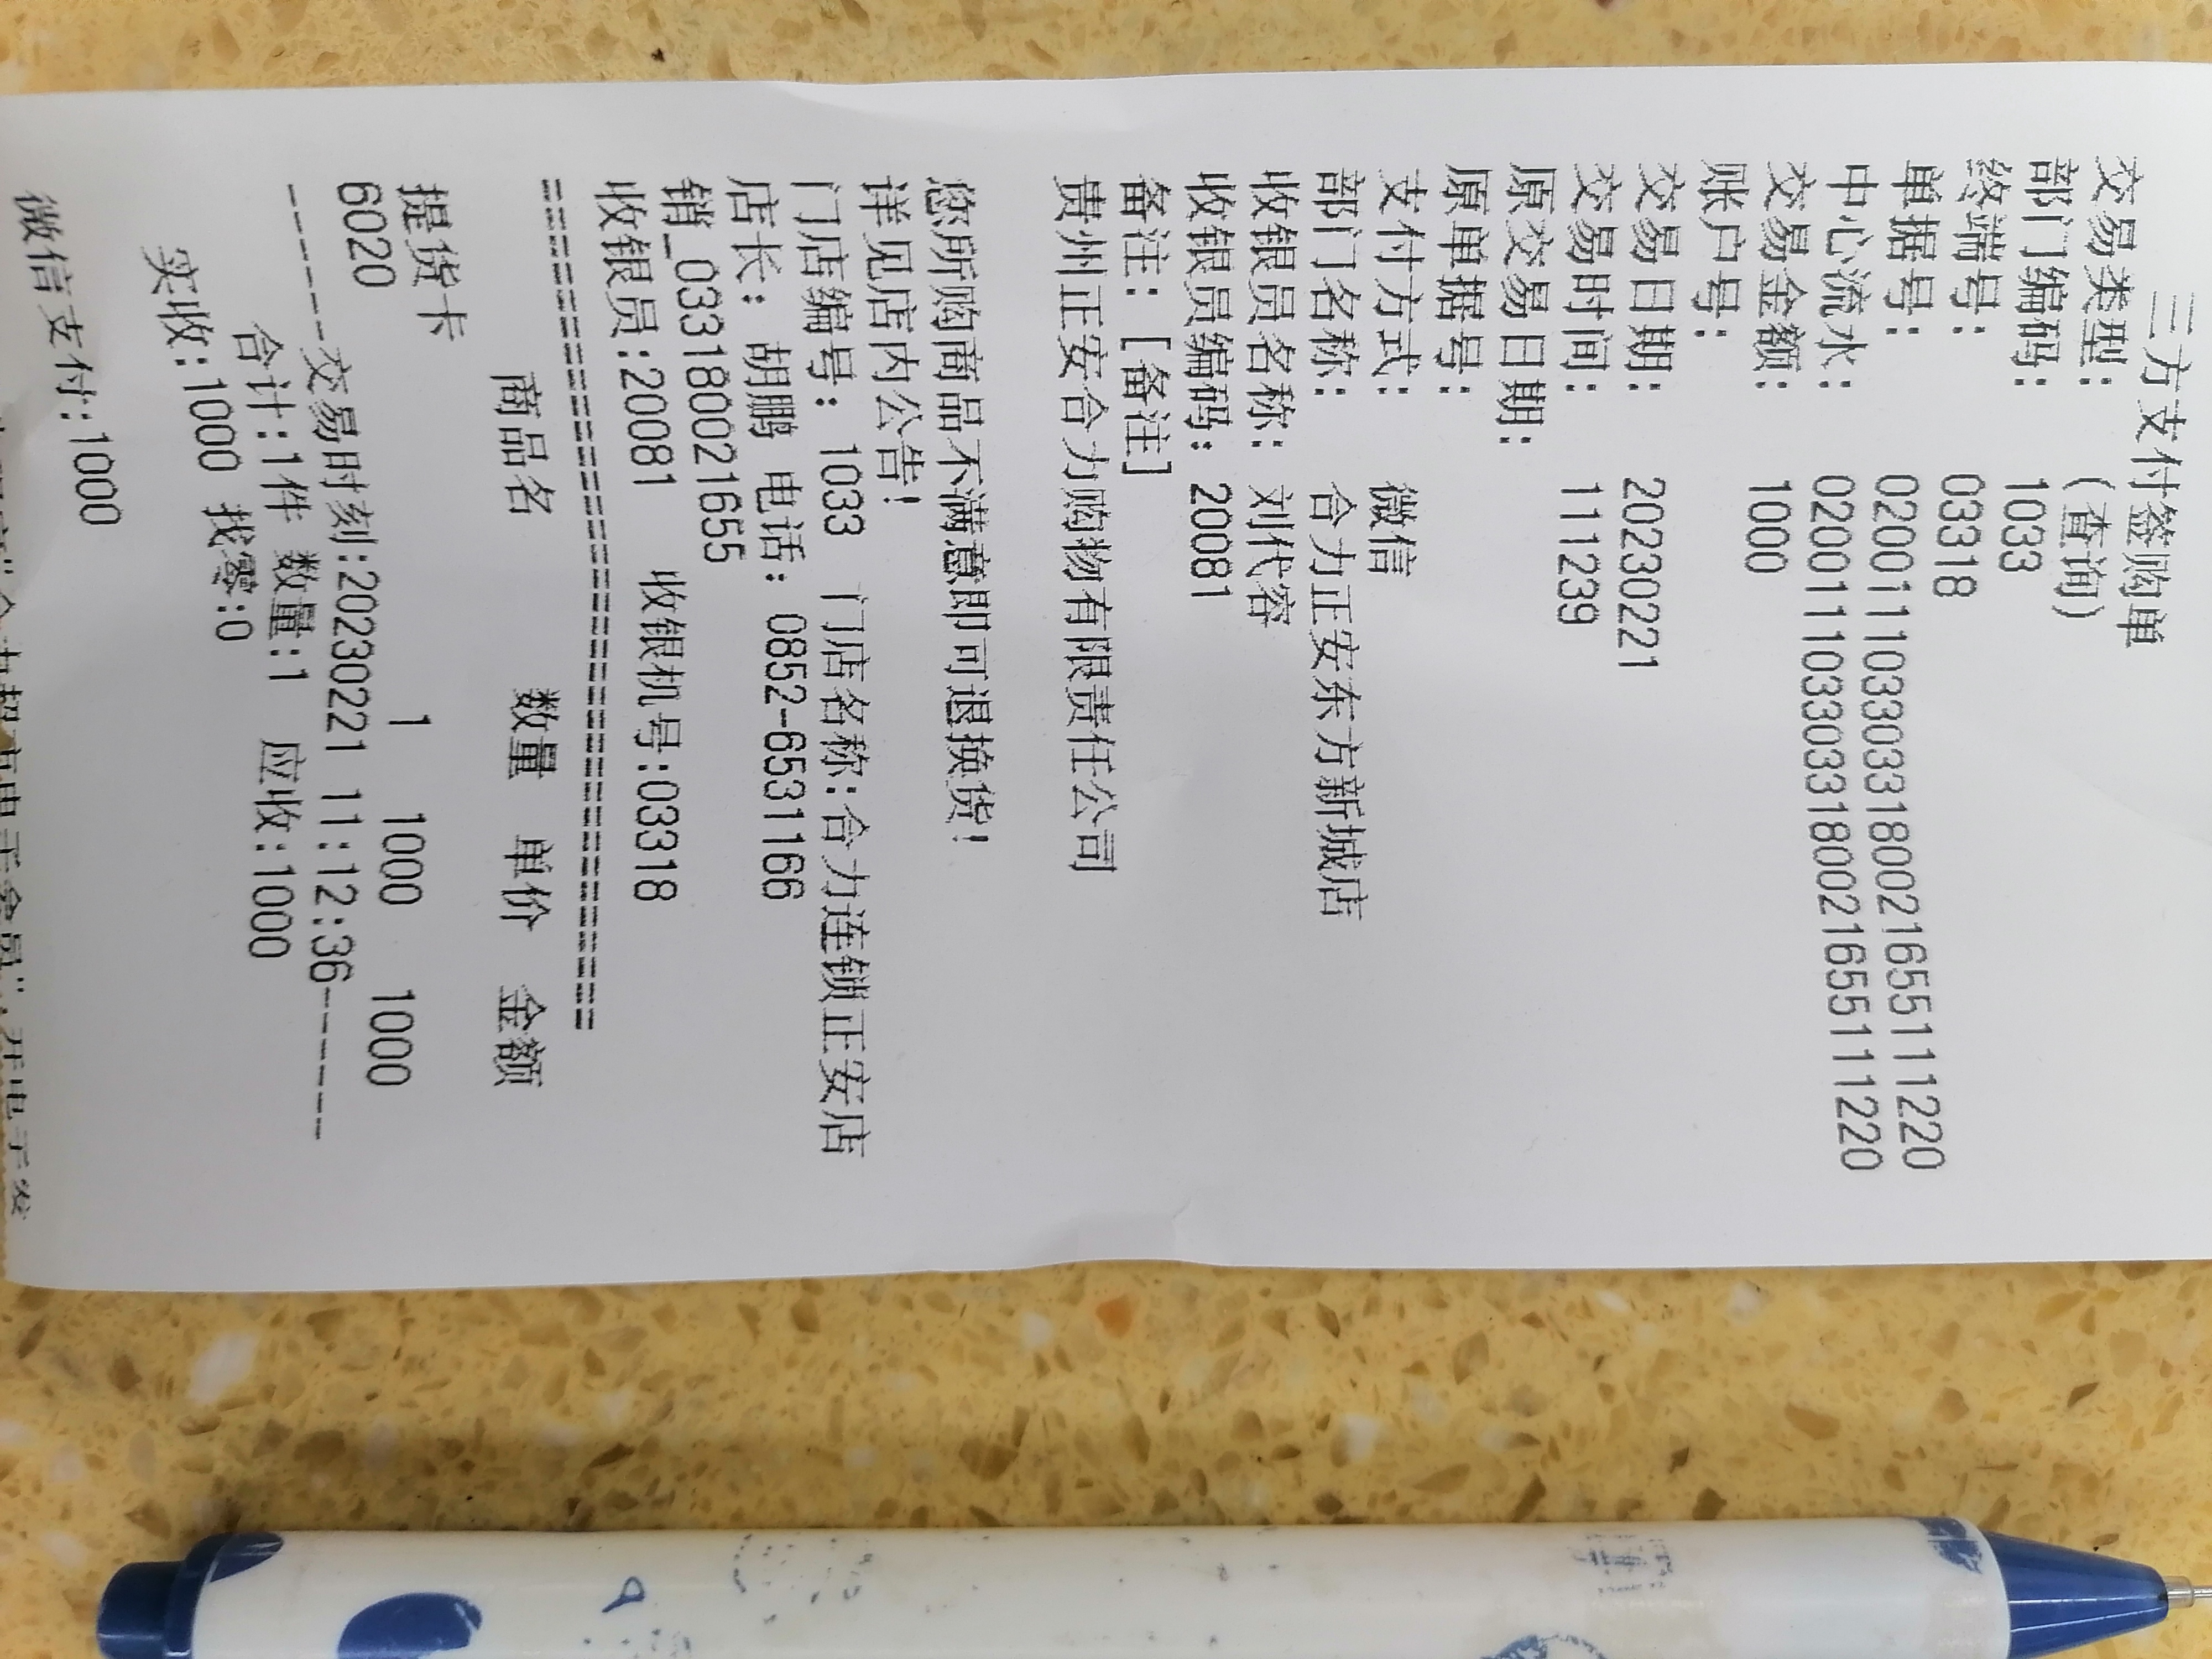 三方支付签购单
交易类型: (查询)
部门编码: 1033
终端号: 03318
单据号: 0200111033033180021655111220
中心流水: 0200111033033180021655111220
交易金额: 1000
账户号:
交易日期: 20230221
交易时间: 111239
原交易日期:
原单据号:
支付方式: 微信
部门名称: 合力正安东方新城店
收银员名称: 刘代容
收银员编码: 20081
备注: [备注]
贵州正安合力购物有限责任公司
您所购商品不满意即可退换货!
详见店内公告!
门店编号: 1033 门店名称:合力连锁正安店
店长: 胡鹏 电话: 0852-6531166
销_0331800021655
收银员:20081 收银机号:03318
================================
商品名 数量 单价 金额
提货卡
6020 1 1000 1000
------交易时刻:20230221 11:12:36------
合计:1件 数量:1 应收:1000
实收:1000 找零:0
微信支付:1000